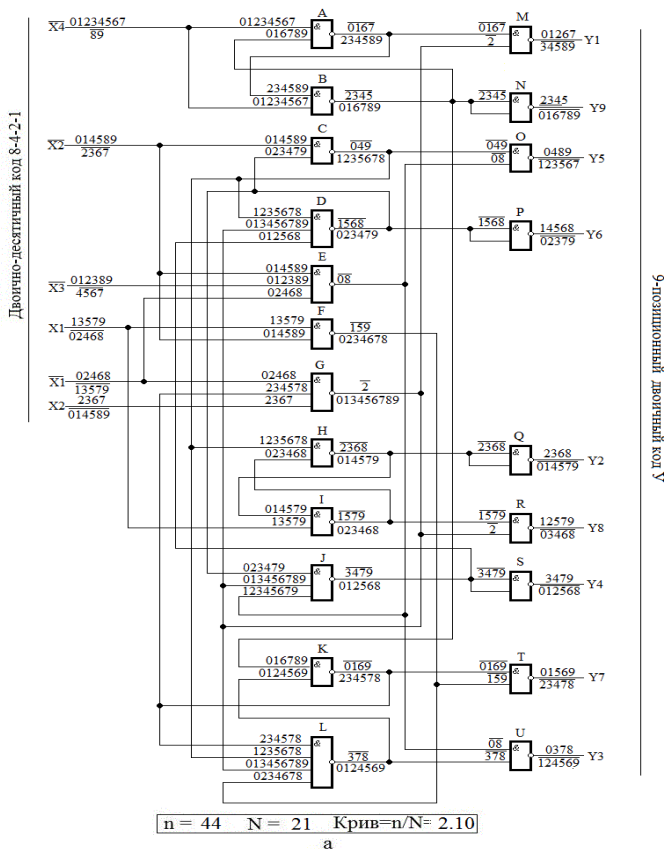 A
X4 01234567 01234567 & 0167 0167 & M 01267 Y1
89 016789 234589 2 34589
B
234589 & 2345 2345 & N 2345 Y9
01234567 016789 016789
C
X2 014589 014589 & 049 049 & O 0489 Y5
2367 023479 1235678 08 123567
D
1235678 & 1568 1568 & P 14568 Y6
013456789 023479 02379
012568
E
014589 & 08
X3 012389 012389
4567 02468
F
X1 13579 13579 & 159
02468 014589 0234678
G
X1 02468 02468 & 2
13579 234578 013456789
X2 2367 2367
014589
H
1235678 & 2368 2368 & Q 2368 Y2
023468 014579 014579
I
014579 & 1579 1579 & R 12579 Y8
13579 023468 2 03468
J
023479 & 3479 3479 & S 3479 Y4
013456789 012568 012568
12345679
K
016789 & 0169 0169 & T 01569 Y7
0124569 234578 159 23478
L
234578 & 378 08 & U 0378 Y3
1235678 0124569 378 124569
013456789
0234678
Двоично-десятичный код 8-4-2-1
9-позиционный двоичный код У
n = 44 N = 21 Крив=n/N= 2.10
а